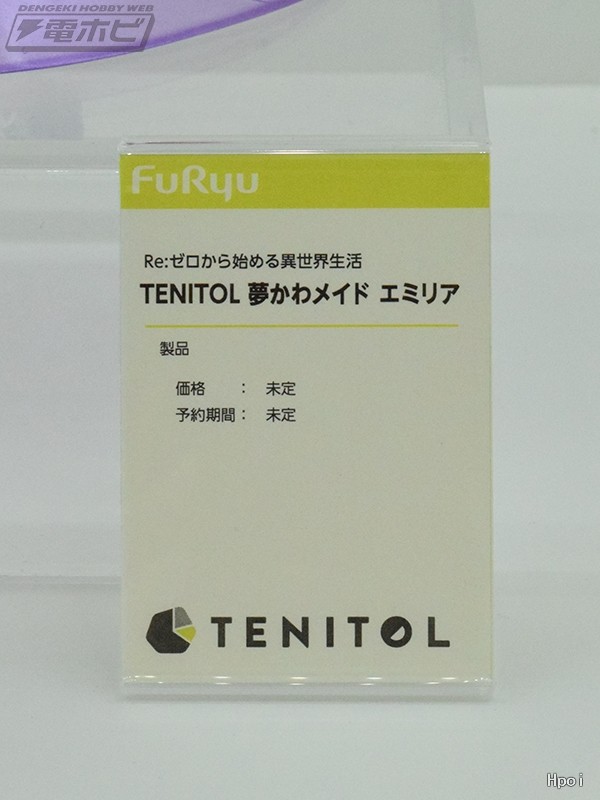 DENGEKI HOBBY WEB
電ホビ
FuRyu
Re:ゼロから始める異世界生活
TENITOL 夢かわメイド エミリア
製品
価格 ： 未定
予約期間： 未定
TENITOL
Hpoi